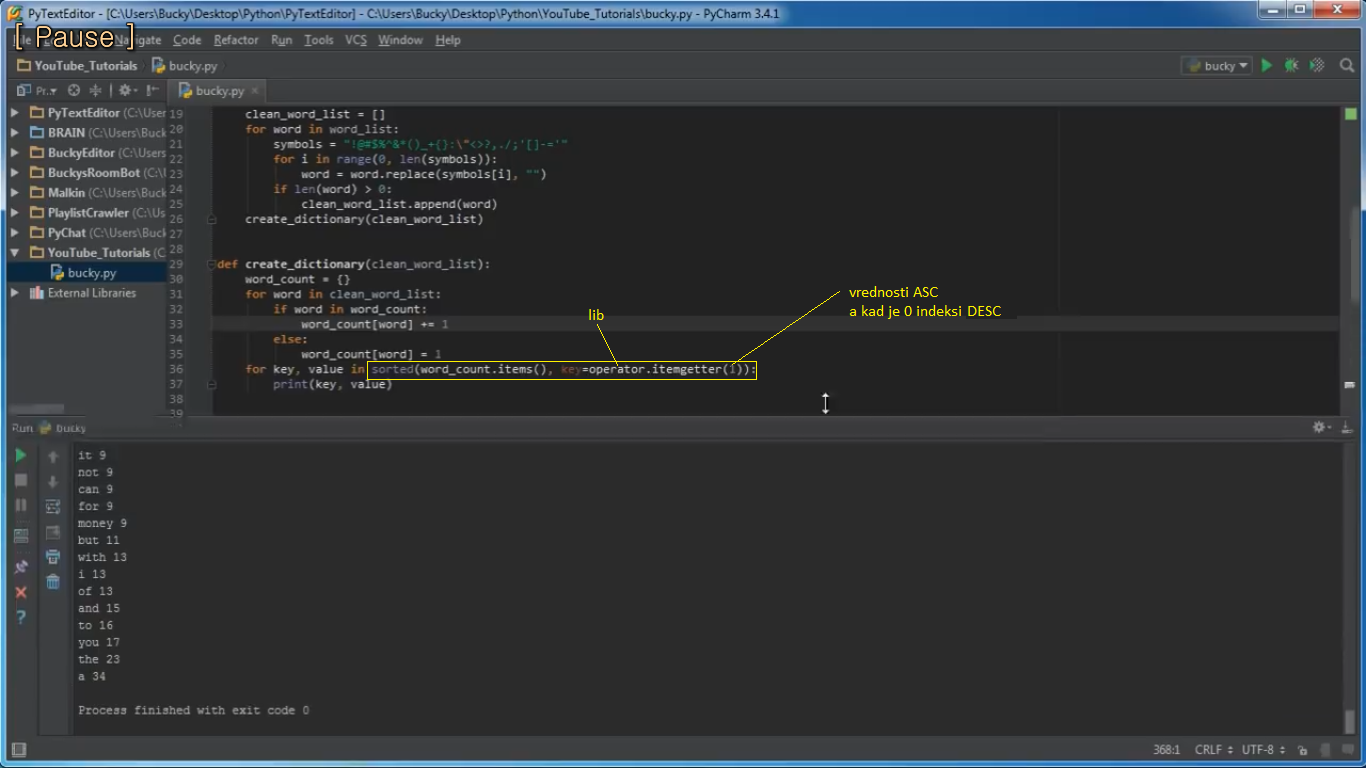 PyTextEditor - [C:\Users\Bucky\Desktop\Python\PyTextEditor] - C:\Users\Bucky\Desktop\Python\YouTube_Tutorials\bucky.py - PyCharm 3.4.1
[ Pause ]
Navigate Code Refactor Run Tools VCS Window Help
YouTube_Tutorials bucky.py
bucky
Pr.
bucky.py
PyTextEditor (C:\User
BRAIN (C:\Users\Buck
BuckyEditor (C:\Users
BuckysRoomBot (C:\
Malkin (C:\Users\Buck
PlaylistCrawler (C:\Us
PyChat (C:\Users\Buc
YouTube_Tutorials (C
bucky.py
External Libraries
19 clean_word_list = []
20 for word in word_list:
21 symbols = "!@#$%^&*()_+{}:\"<>?,./;'[]-='"
22 for i in range(0, len(symbols)):
23 word = word.replace(symbols[i], "")
24 if len(word) > 0:
25 clean_word_list.append(word)
26 create_dictionary(clean_word_list)
27
28
29 def create_dictionary(clean_word_list):
30 word_count = {}
31 for word in clean_word_list:
32 if word in word_count:
33 word_count[word] += 1
34 else:
35 word_count[word] = 1
36 for key, value in sorted(word_count.items(), key=operator.itemgetter(1)):
37 print(key, value)
38
39
lib
vrednosti ASC
a kad je 0 indeksi DESC
Run bucky
it 9
not 9
can 9
for 9
money 9
but 11
with 13
i 13
of 13
and 15
to 16
you 17
the 23
a 34
Process finished with exit code 0
368:1 CRLF UTF-8